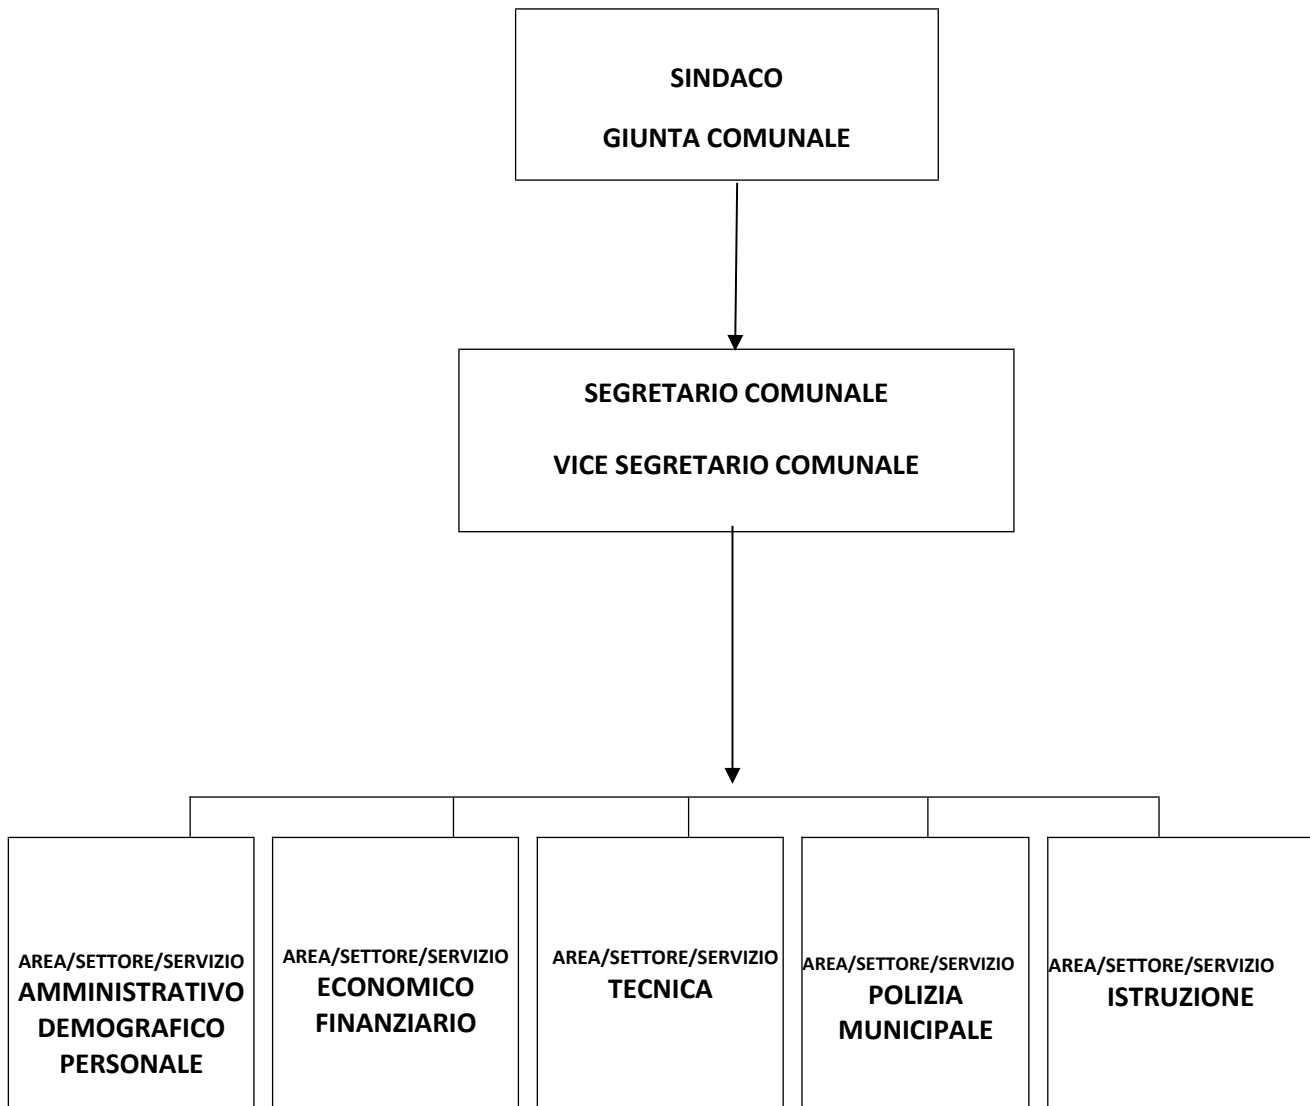 SINDACO
GIUNTA COMUNALE
SEGRETARIO COMUNALE
VICE SEGRETARIO COMUNALE
AREA/SETTORE/SERVIZIO
AMMINISTRATIVO
DEMOGRAFICO
PERSONALE
AREA/SETTORE/SERVIZIO
ECONOMICO
FINANZIARIO
AREA/SETTORE/SERVIZIO
TECNICA
AREA/SETTORE/SERVIZIO
POLIZIA
MUNICIPALE
AREA/SETTORE/SERVIZIO
ISTRUZIONE